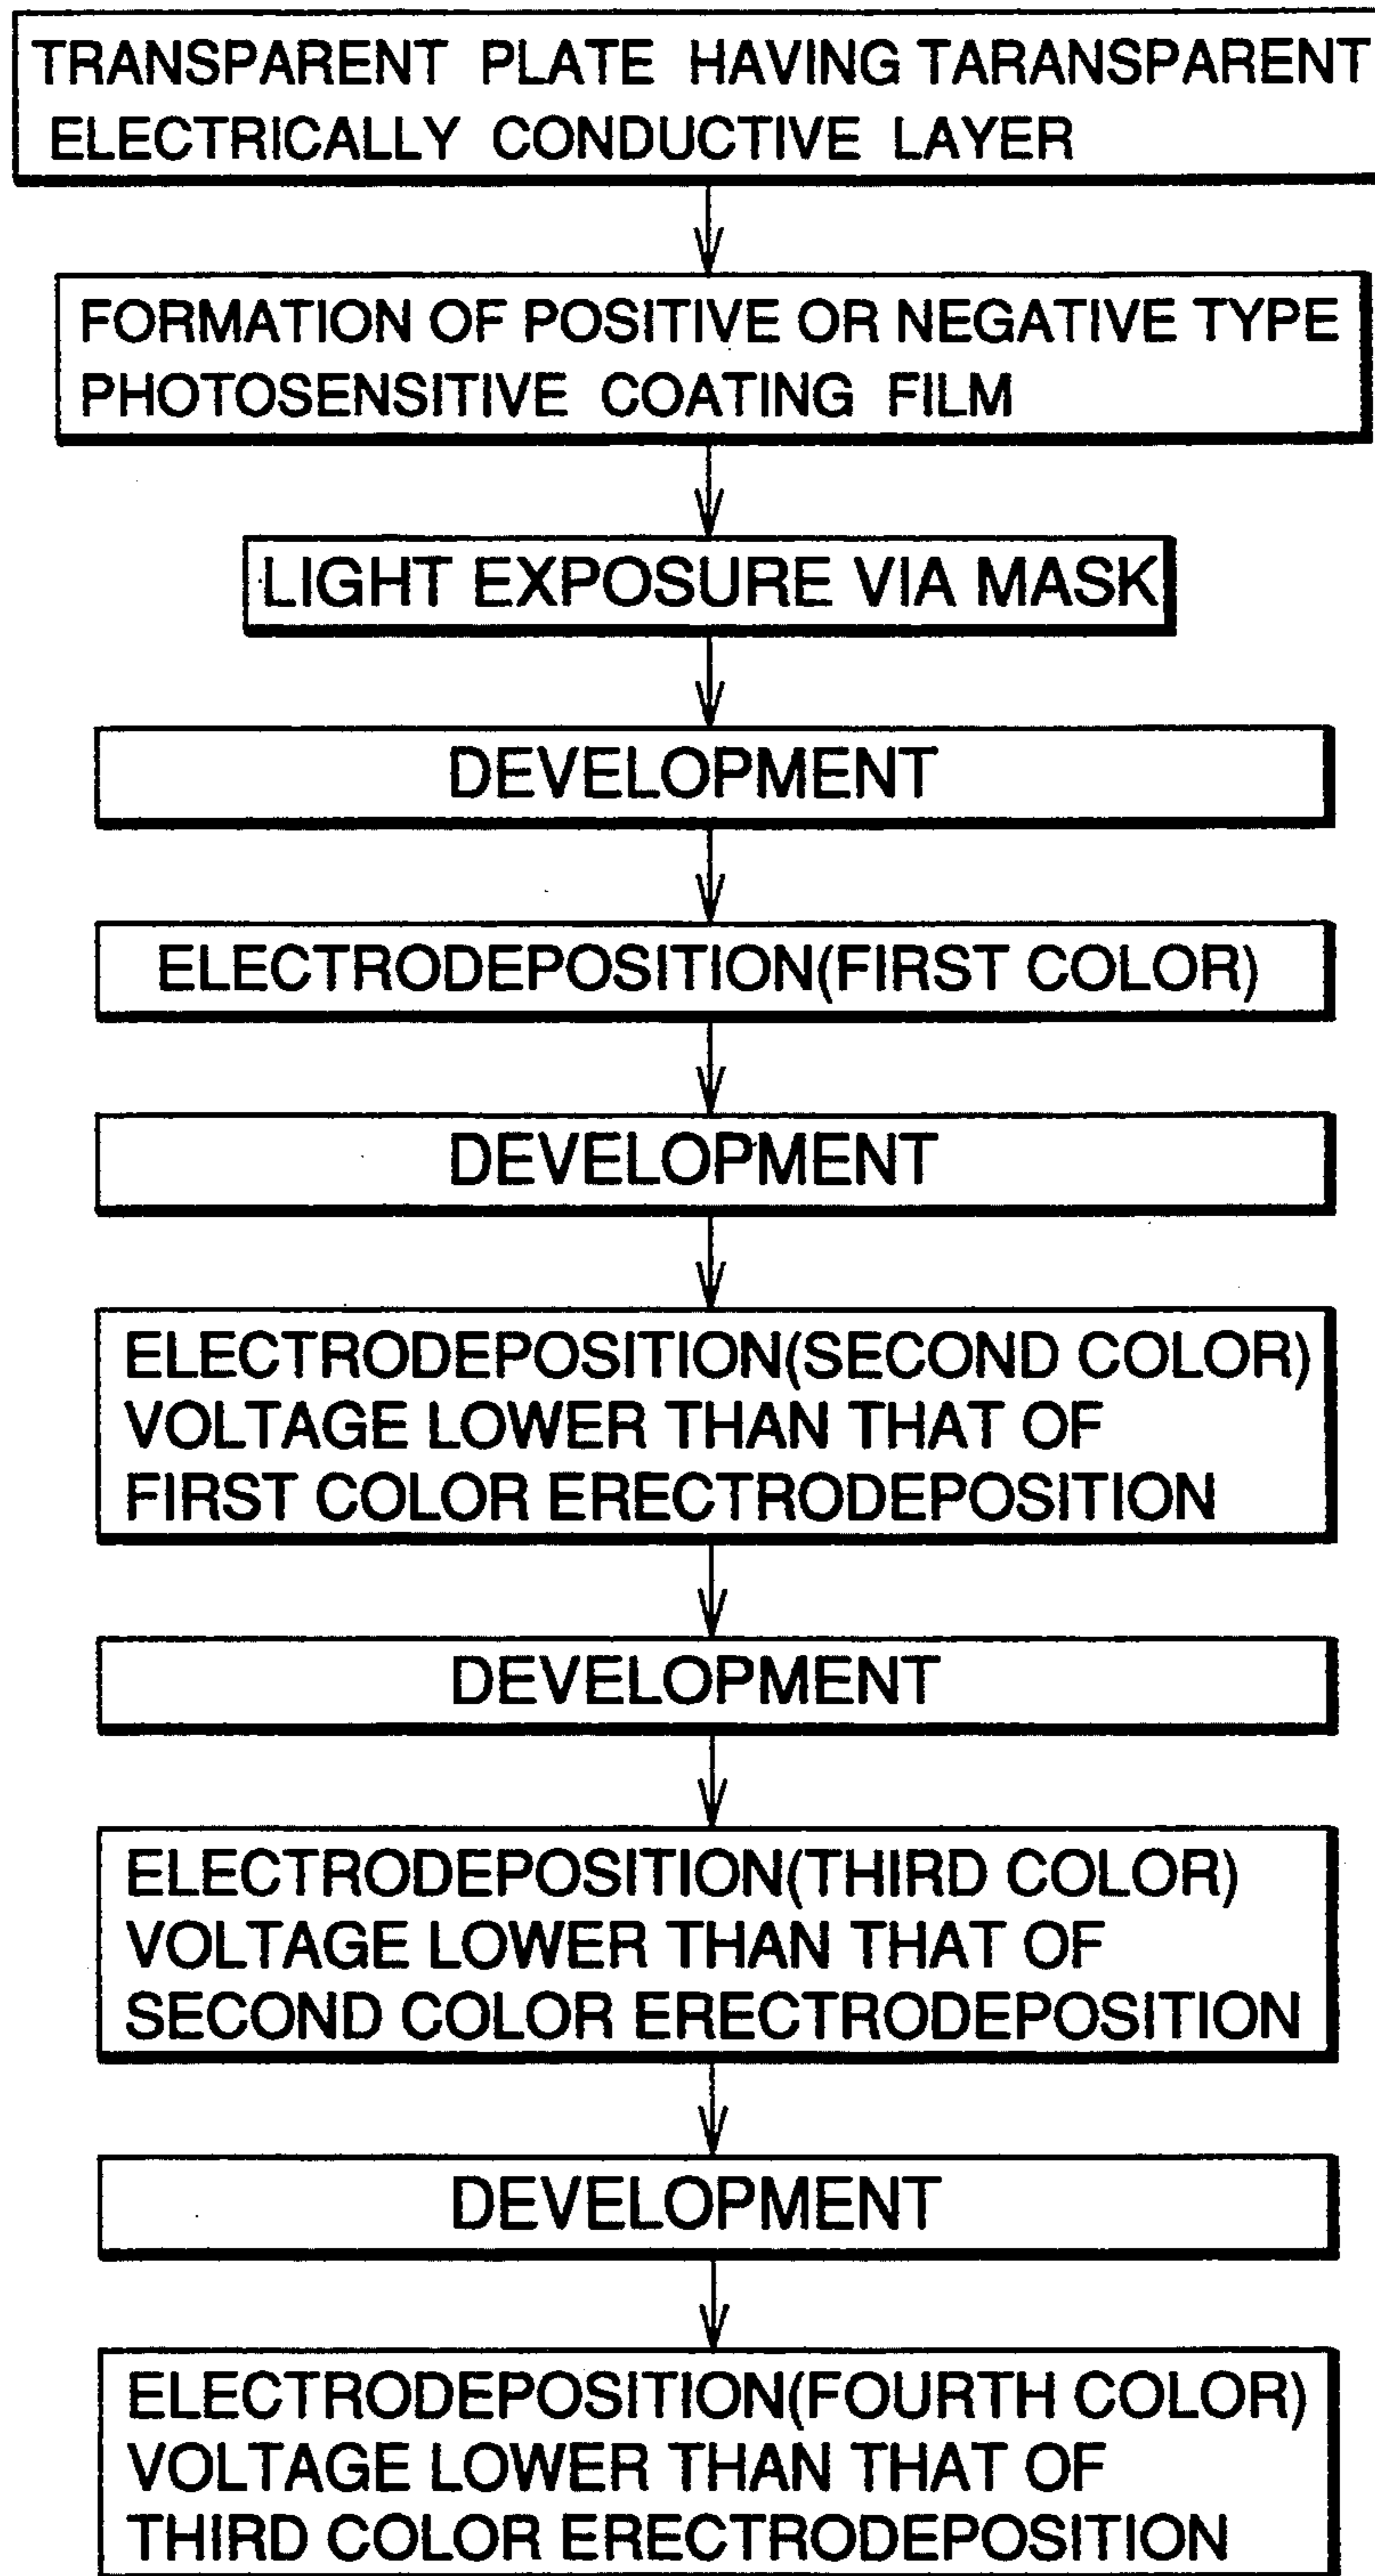 TRANSPARENT PLATE HAVING TARANSPARENT
ELECTRICALLY CONDUCTIVE LAYER
FORMATION OF POSITIVE OR NEGATIVE TYPE
PHOTOSENSITIVE COATING FILM
LIGHT EXPOSURE VIA MASK
DEVELOPMENT
ELECTRODEPOSITION(FIRST COLOR)
DEVELOPMENT
ELECTRODEPOSITION(SECOND COLOR)
VOLTAGE LOWER THAN THAT OF
FIRST COLOR ERECTRODEPOSITION
DEVELOPMENT
ELECTRODEPOSITION(THIRD COLOR)
VOLTAGE LOWER THAN THAT OF
SECOND COLOR ERECTRODEPOSITION
DEVELOPMENT
ELECTRODEPOSITION(FOURTH COLOR)
VOLTAGE LOWER THAN THAT OF
THIRD COLOR ERECTRODEPOSITION